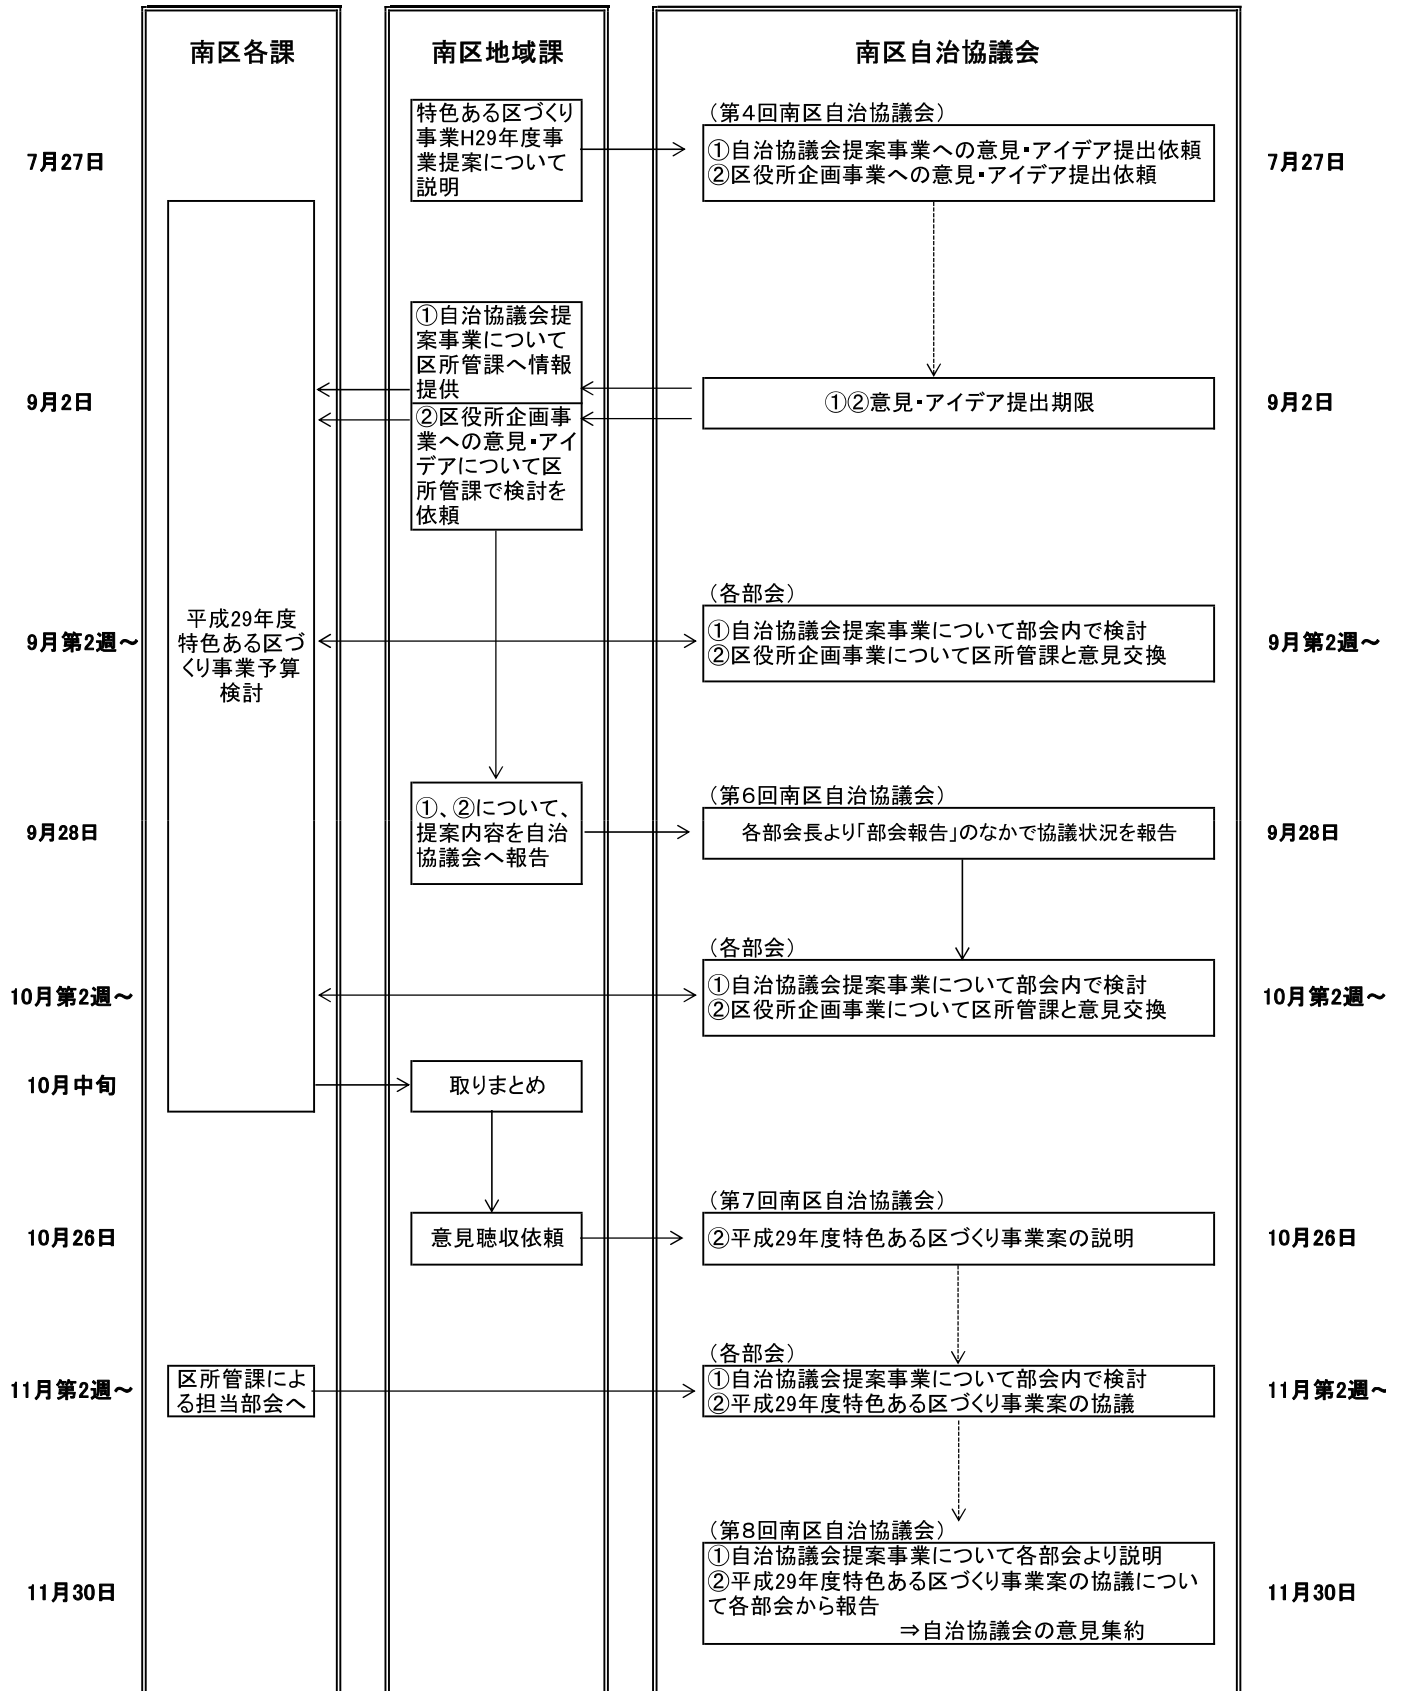 南区各課
南区地域課
南区自治協議会
7月27日
特色ある区づくり
事業H29年度事
業提案について
説明
（第4回南区自治協議会）
①自治協議会提案事業への意見・アイデア提出依頼
②区役所企画事業への意見・アイデア提出依頼
7月27日
9月2日
①自治協議会提
案事業について
区所管課へ情報
提供
②区役所企画事
業への意見・アイ
デアについて区
所管課で検討を
依頼
①②意見・アイデア提出期限
9月2日
9月第2週～
平成29年度
特色ある区づ
くり事業予算
検討
（各部会）
①自治協議会提案事業について部会内で検討
②区役所企画事業について区所管課と意見交換
9月第2週～
9月28日
①、②について、
提案内容を自治
協議会へ報告
（第6回南区自治協議会）
各部会長より「部会報告」のなかで協議状況を報告
9月28日
10月第2週～
（各部会）
①自治協議会提案事業について部会内で検討
②区役所企画事業について区所管課と意見交換
10月第2週～
10月中旬
取りまとめ
10月26日
意見聴収依頼
（第7回南区自治協議会）
②平成29年度特色ある区づくり事業案の説明
10月26日
11月第2週～
区所管課によ
る担当部会へ
（各部会）
①自治協議会提案事業について部会内で検討
②平成29年度特色ある区づくり事業案の協議
11月第2週～
11月30日
（第8回南区自治協議会）
①自治協議会提案事業について各部会より説明
②平成29年度特色ある区づくり事業案の協議につい
て各部会から報告
⇒自治協議会の意見集約
11月30日